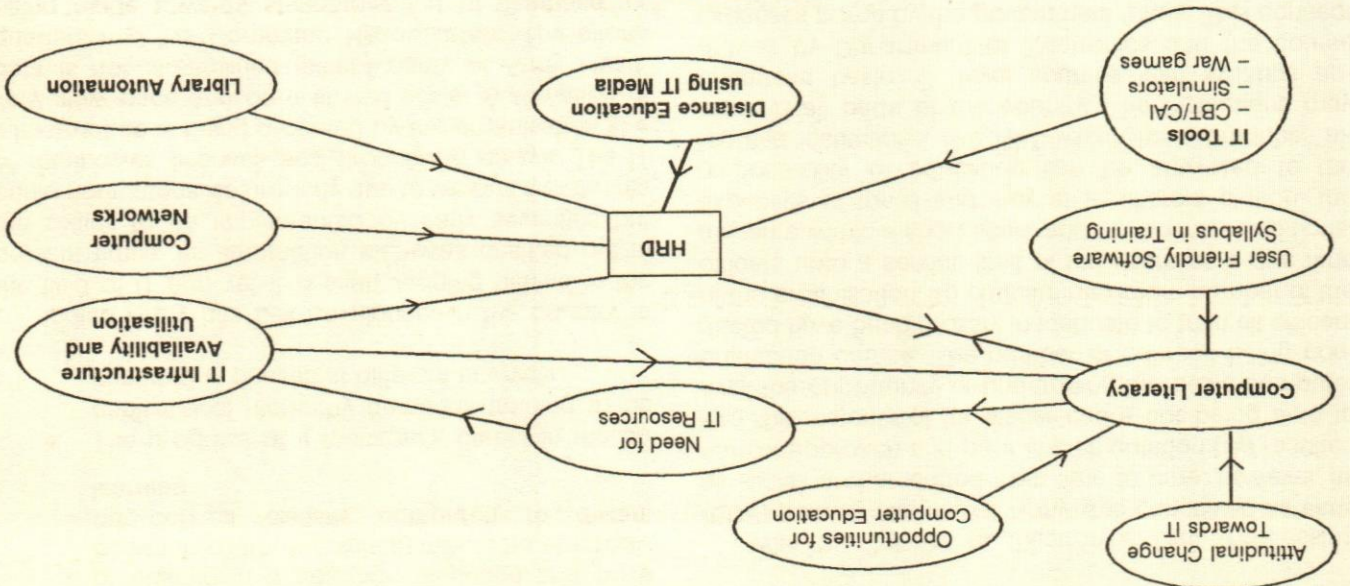 Attitudinal Change
Towards IT
Opportunities for
Computer Education
Need for
IT Resources
Computer Literacy
IT Infrastructure
Availability and
Utilisation
User Friendly Software
Syllabus in Training
HRD
Computer
Networks
IT Tools
– CBT/CAI
– Simulators
– War games
Distance Education
using IT Media
Library Automation